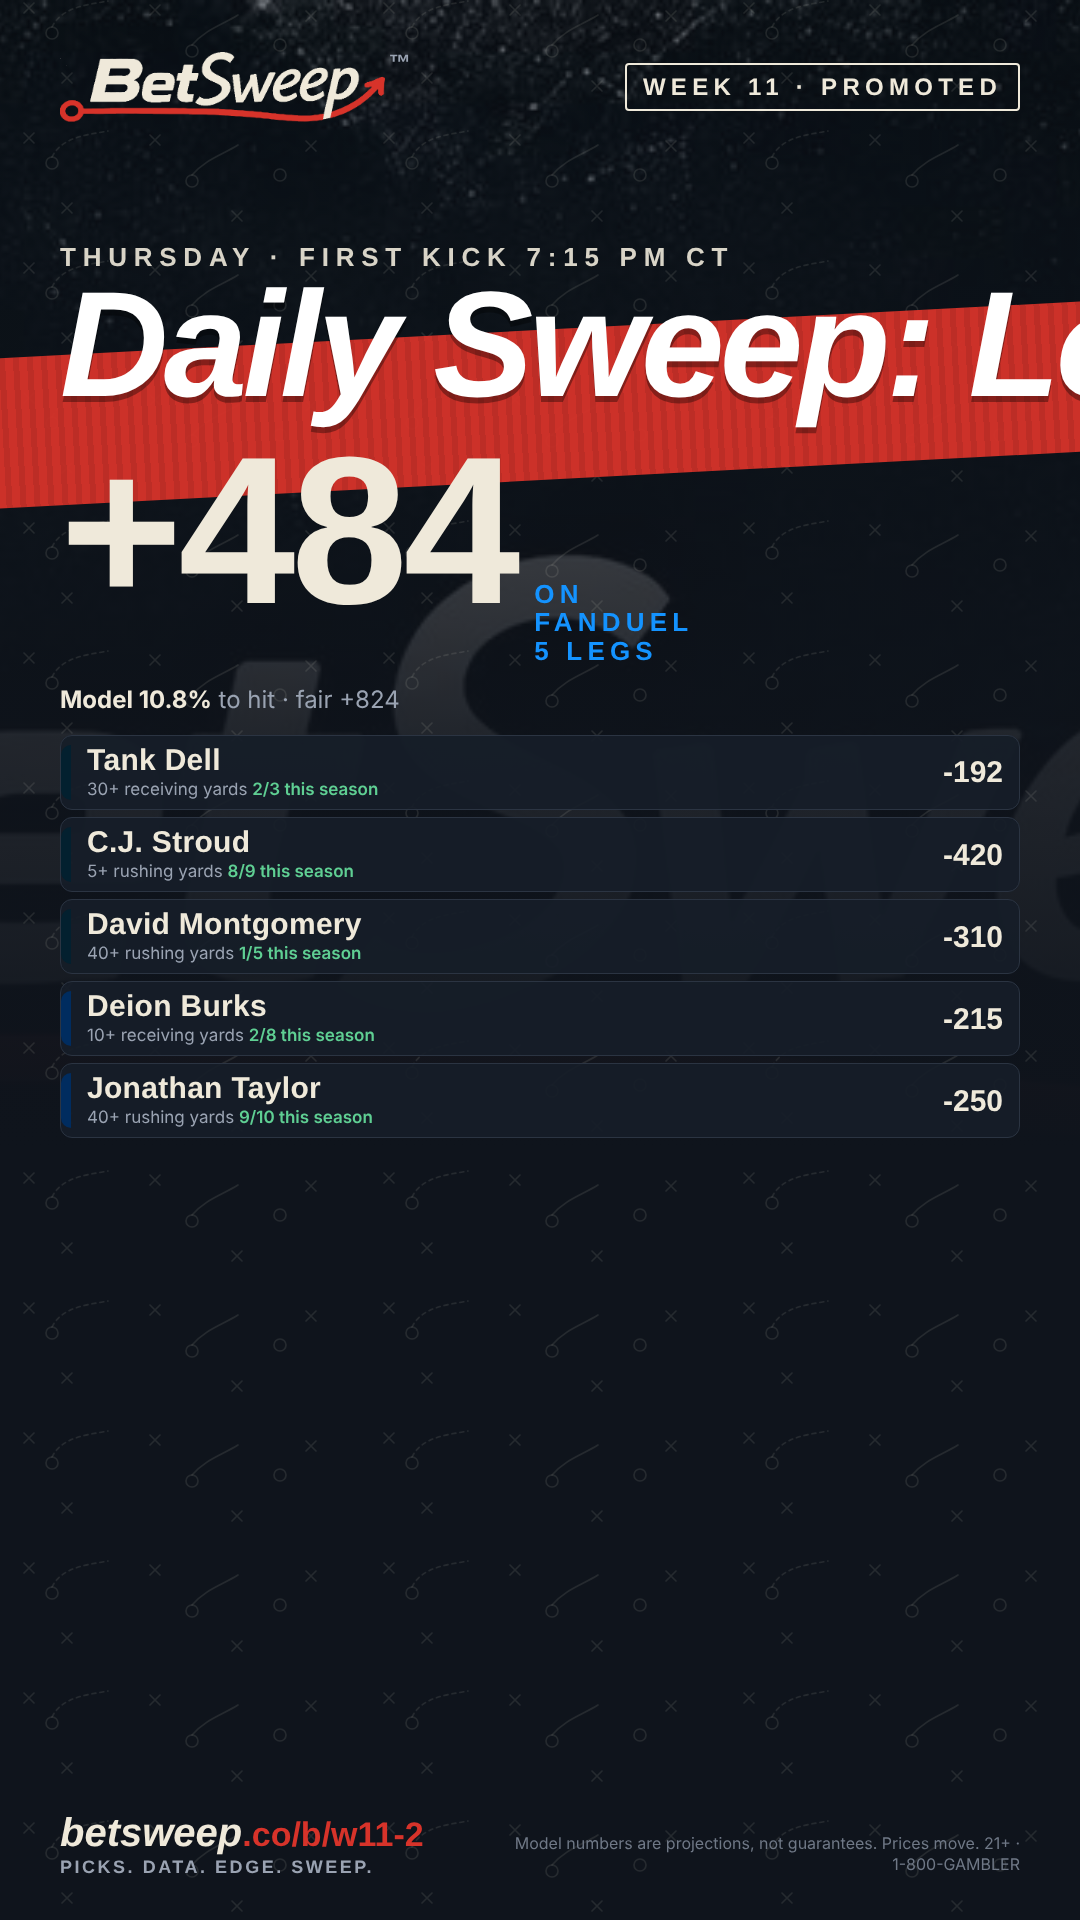 BetSweep™
WEEK 11 · PROMOTED
THURSDAY · FIRST KICK 7:15 PM CT
Daily Sweep: Lo
+484
ON
FANDUEL
5 LEGS
Model 10.8% to hit · fair +824
Tank Dell
30+ receiving yards 2/3 this season
-192
C.J. Stroud
5+ rushing yards 8/9 this season
-420
David Montgomery
40+ rushing yards 1/5 this season
-310
Deion Burks
10+ receiving yards 2/8 this season
-215
Jonathan Taylor
40+ rushing yards 9/10 this season
-250
betsweep.co/b/w11-2
PICKS. DATA. EDGE. SWEEP.
Model numbers are projections, not guarantees. Prices move. 21+ ·
1-800-GAMBLER